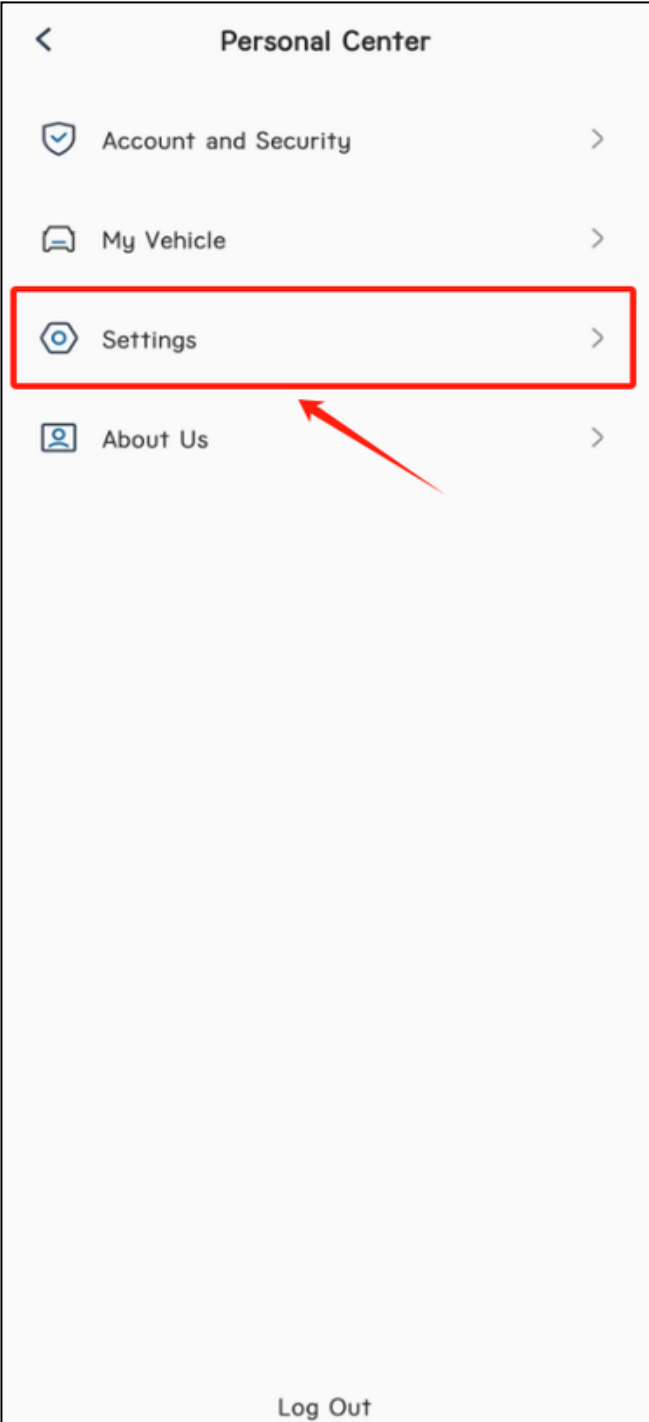 Personal Center
Account and Security
My Vehicle
Settings
About Us
Log Out